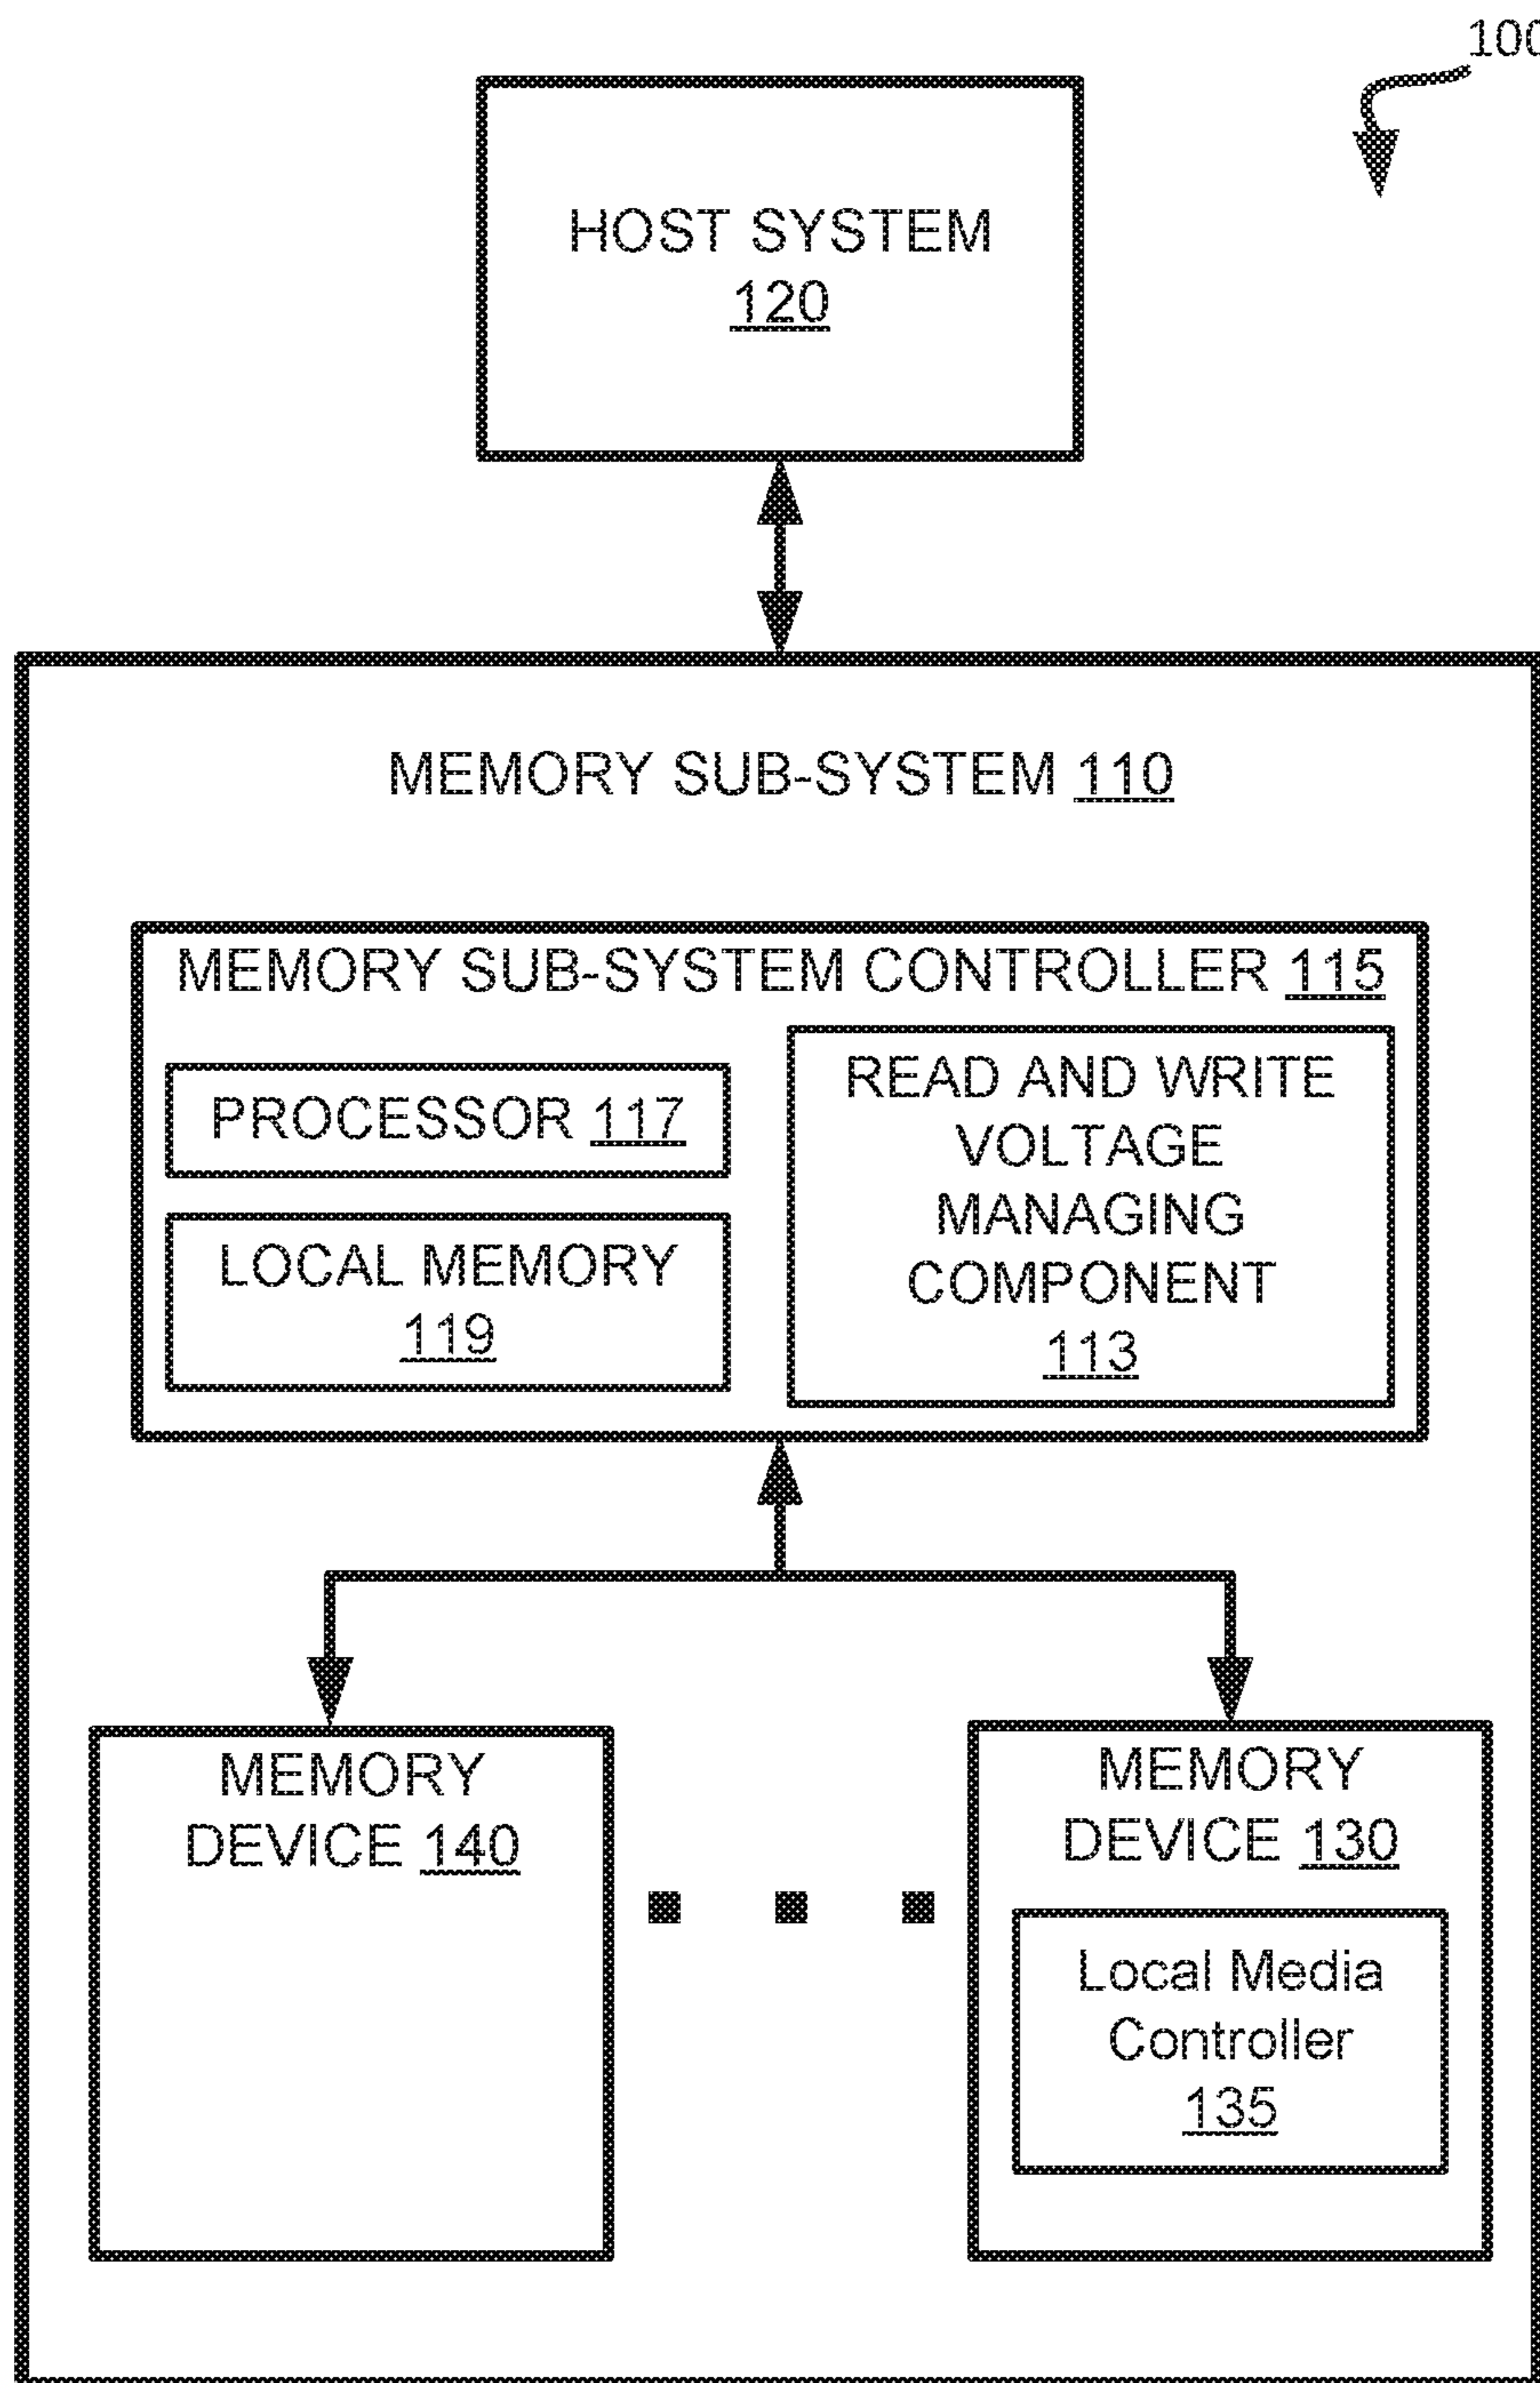 100
HOST SYSTEM
120
MEMORY SUB-SYSTEM 110
MEMORY SUB-SYSTEM CONTROLLER 115
PROCESSOR 117
LOCAL MEMORY
119
READ AND WRITE
VOLTAGE
MANAGING
COMPONENT
113
MEMORY
DEVICE 140
MEMORY
DEVICE 130
Local Media
Controller
135